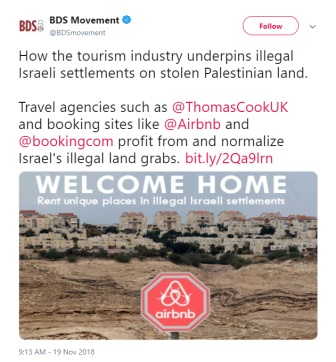 BDS
BDS Movement
@BDSmovement
Follow
How the tourism industry underpins illegal
Israeli settlements on stolen Palestinian land.
Travel agencies such as @ThomasCookUK
and booking sites like @Airbnb and
@bookingcom profit from and normalize
Israel's illegal land grabs. bit.ly/2Qa9lrn
WELCOME HOME
Rent unique places in illegal Israeli settlements
airbnb
9:13 AM - 19 Nov 2018